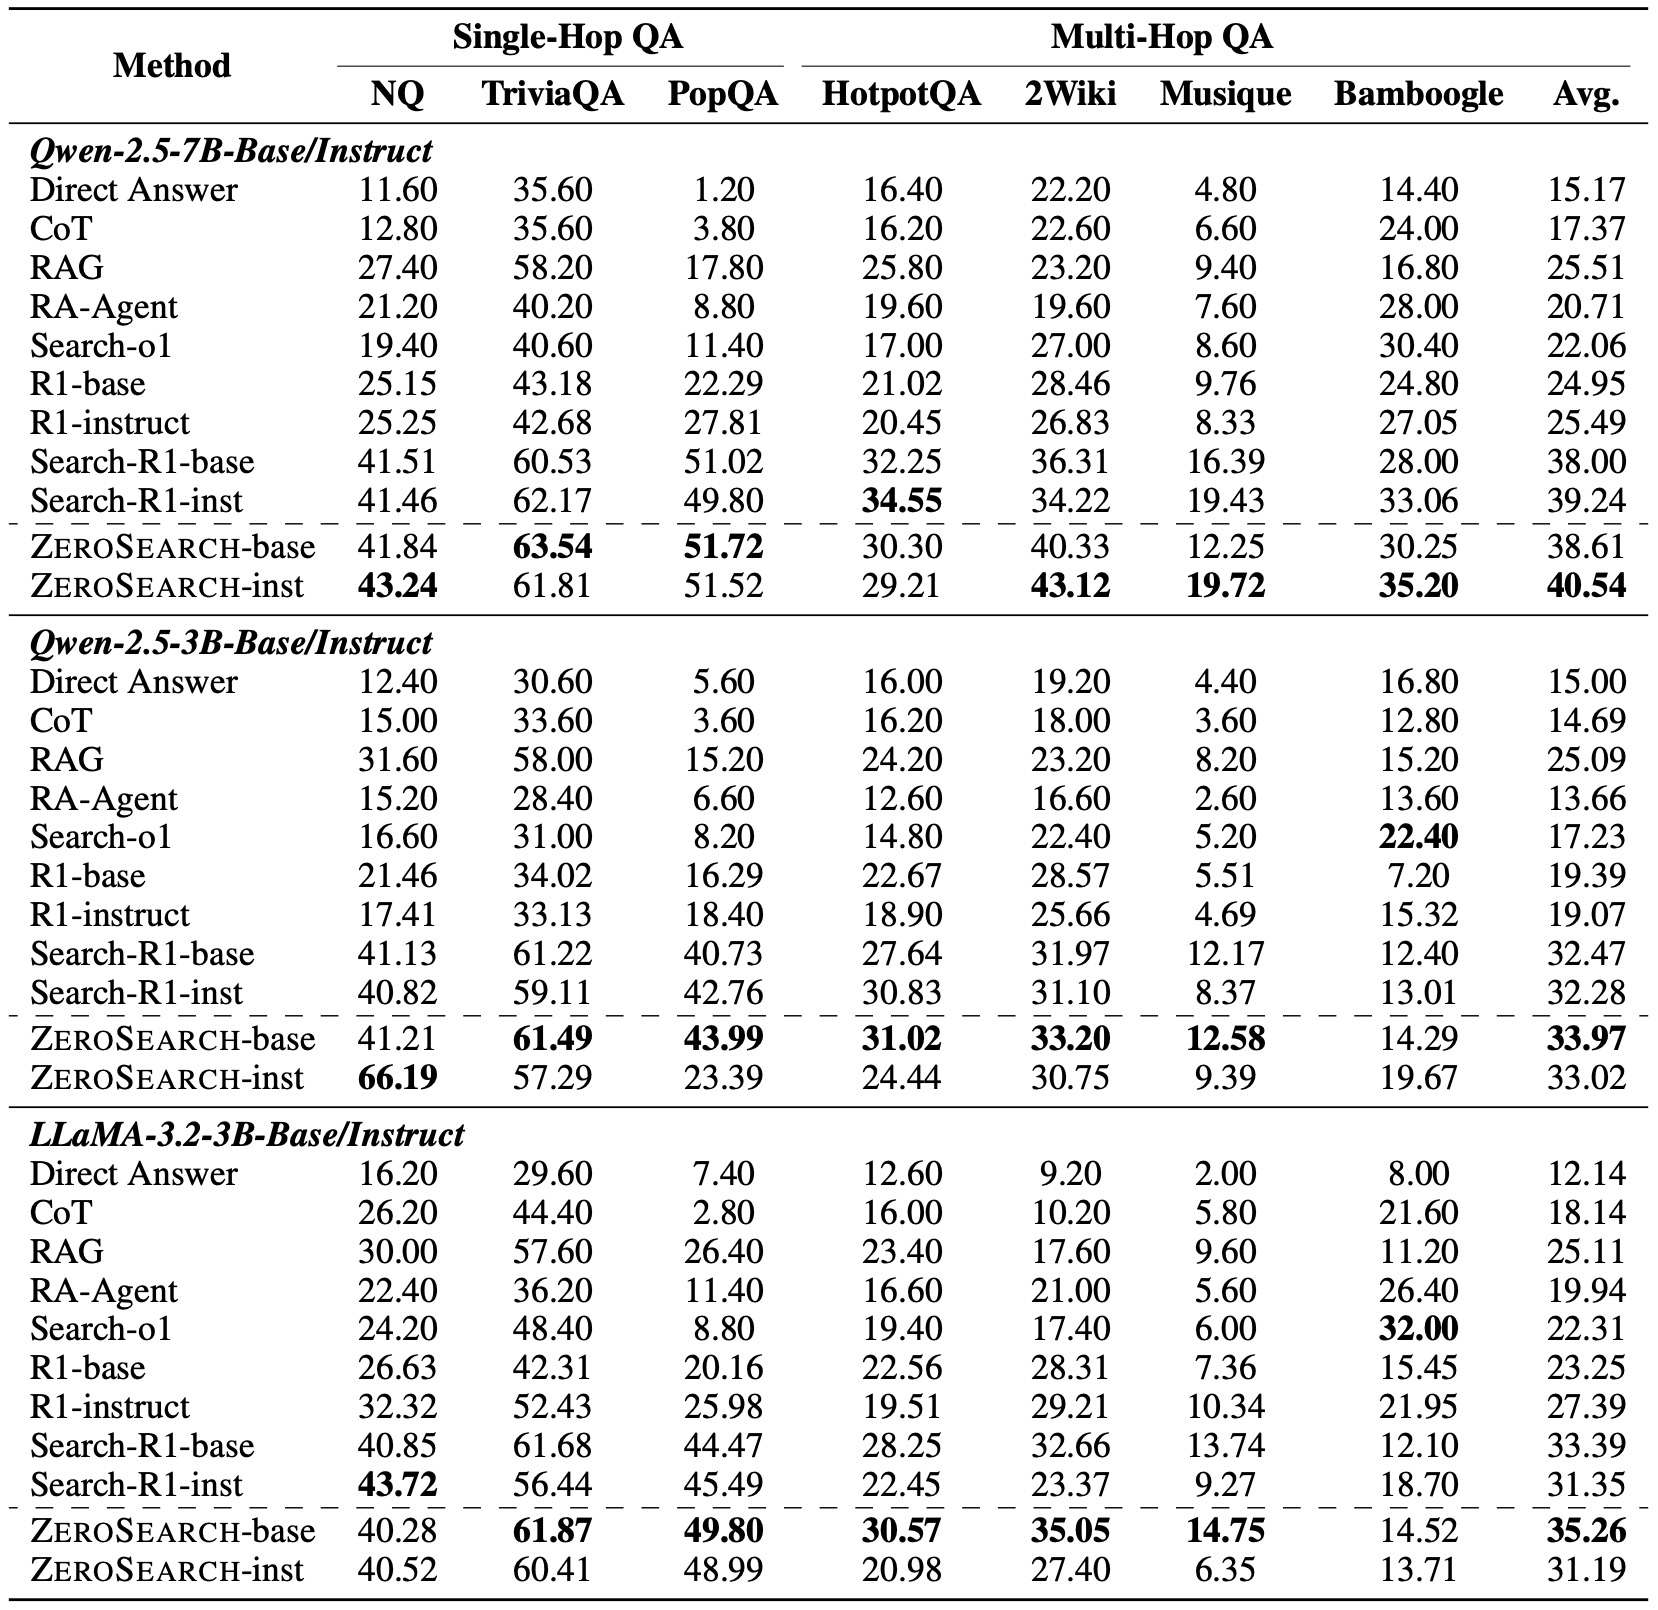 Method Single-Hop QA Multi-Hop QA
NQ TriviaQA PopQA HotpotQA 2Wiki Musique Bamboogle Avg.
Qwen-2.5-7B-Base/Instruct
Direct Answer 11.60 35.60 1.20 16.40 22.20 4.80 14.40 15.17
CoT 12.80 35.60 3.80 16.20 22.60 6.60 24.00 17.37
RAG 27.40 58.20 17.80 25.80 23.20 9.40 16.80 25.51
RA-Agent 21.20 40.20 8.80 19.60 19.60 7.60 28.00 20.71
Search-o1 19.40 40.60 11.40 17.00 27.00 8.60 30.40 22.06
R1-base 25.15 43.18 22.29 21.02 28.46 9.76 24.80 24.95
R1-instruct 25.25 42.68 27.81 20.45 26.83 8.33 27.05 25.49
Search-R1-base 41.51 60.53 51.02 32.25 36.31 16.39 28.00 38.00
Search-R1-inst 41.46 62.17 49.80 34.55 34.22 19.43 33.06 39.24
ZEROSEARCH-base 41.84 63.54 51.72 30.30 40.33 12.25 30.25 38.61
ZEROSEARCH-inst 43.24 61.81 51.52 29.21 43.12 19.72 35.20 40.54
Qwen-2.5-3B-Base/Instruct
Direct Answer 12.40 30.60 5.60 16.00 19.20 4.40 16.80 15.00
CoT 15.00 33.60 3.60 16.20 18.00 3.60 12.80 14.69
RAG 31.60 58.00 15.20 24.20 23.20 8.20 15.20 25.09
RA-Agent 15.20 28.40 6.60 12.60 16.60 2.60 13.60 13.66
Search-o1 16.60 31.00 8.20 14.80 22.40 5.20 22.40 17.23
R1-base 21.46 34.02 16.29 22.67 28.57 5.51 7.20 19.39
R1-instruct 17.41 33.13 18.40 18.90 25.66 4.69 15.32 19.07
Search-R1-base 41.13 61.22 40.73 27.64 31.97 12.17 12.40 32.47
Search-R1-inst 40.82 59.11 42.76 30.83 31.10 8.37 13.01 32.28
ZEROSEARCH-base 41.21 61.49 43.99 31.02 33.20 12.58 14.29 33.97
ZEROSEARCH-inst 66.19 57.29 23.39 24.44 30.75 9.39 19.67 33.02
LLaMA-3.2-3B-Base/Instruct
Direct Answer 16.20 29.60 7.40 12.60 9.20 2.00 8.00 12.14
CoT 26.20 44.40 2.80 16.00 10.20 5.80 21.60 18.14
RAG 30.00 57.60 26.40 23.40 17.60 9.60 11.20 25.11
RA-Agent 22.40 36.20 11.40 16.60 21.00 5.60 26.40 19.94
Search-o1 24.20 48.40 8.80 19.40 17.40 6.00 32.00 22.31
R1-base 26.63 42.31 20.16 22.56 28.31 7.36 15.45 23.25
R1-instruct 32.32 52.43 25.98 19.51 29.21 10.34 21.95 27.39
Search-R1-base 40.85 61.68 44.47 28.25 32.66 13.74 12.10 33.39
Search-R1-inst 43.72 56.44 45.49 22.45 23.37 9.27 18.70 31.35
ZEROSEARCH-base 40.28 61.87 49.80 30.57 35.05 14.75 14.52 35.26
ZEROSEARCH-inst 40.52 60.41 48.99 20.98 27.40 6.35 13.71 31.19